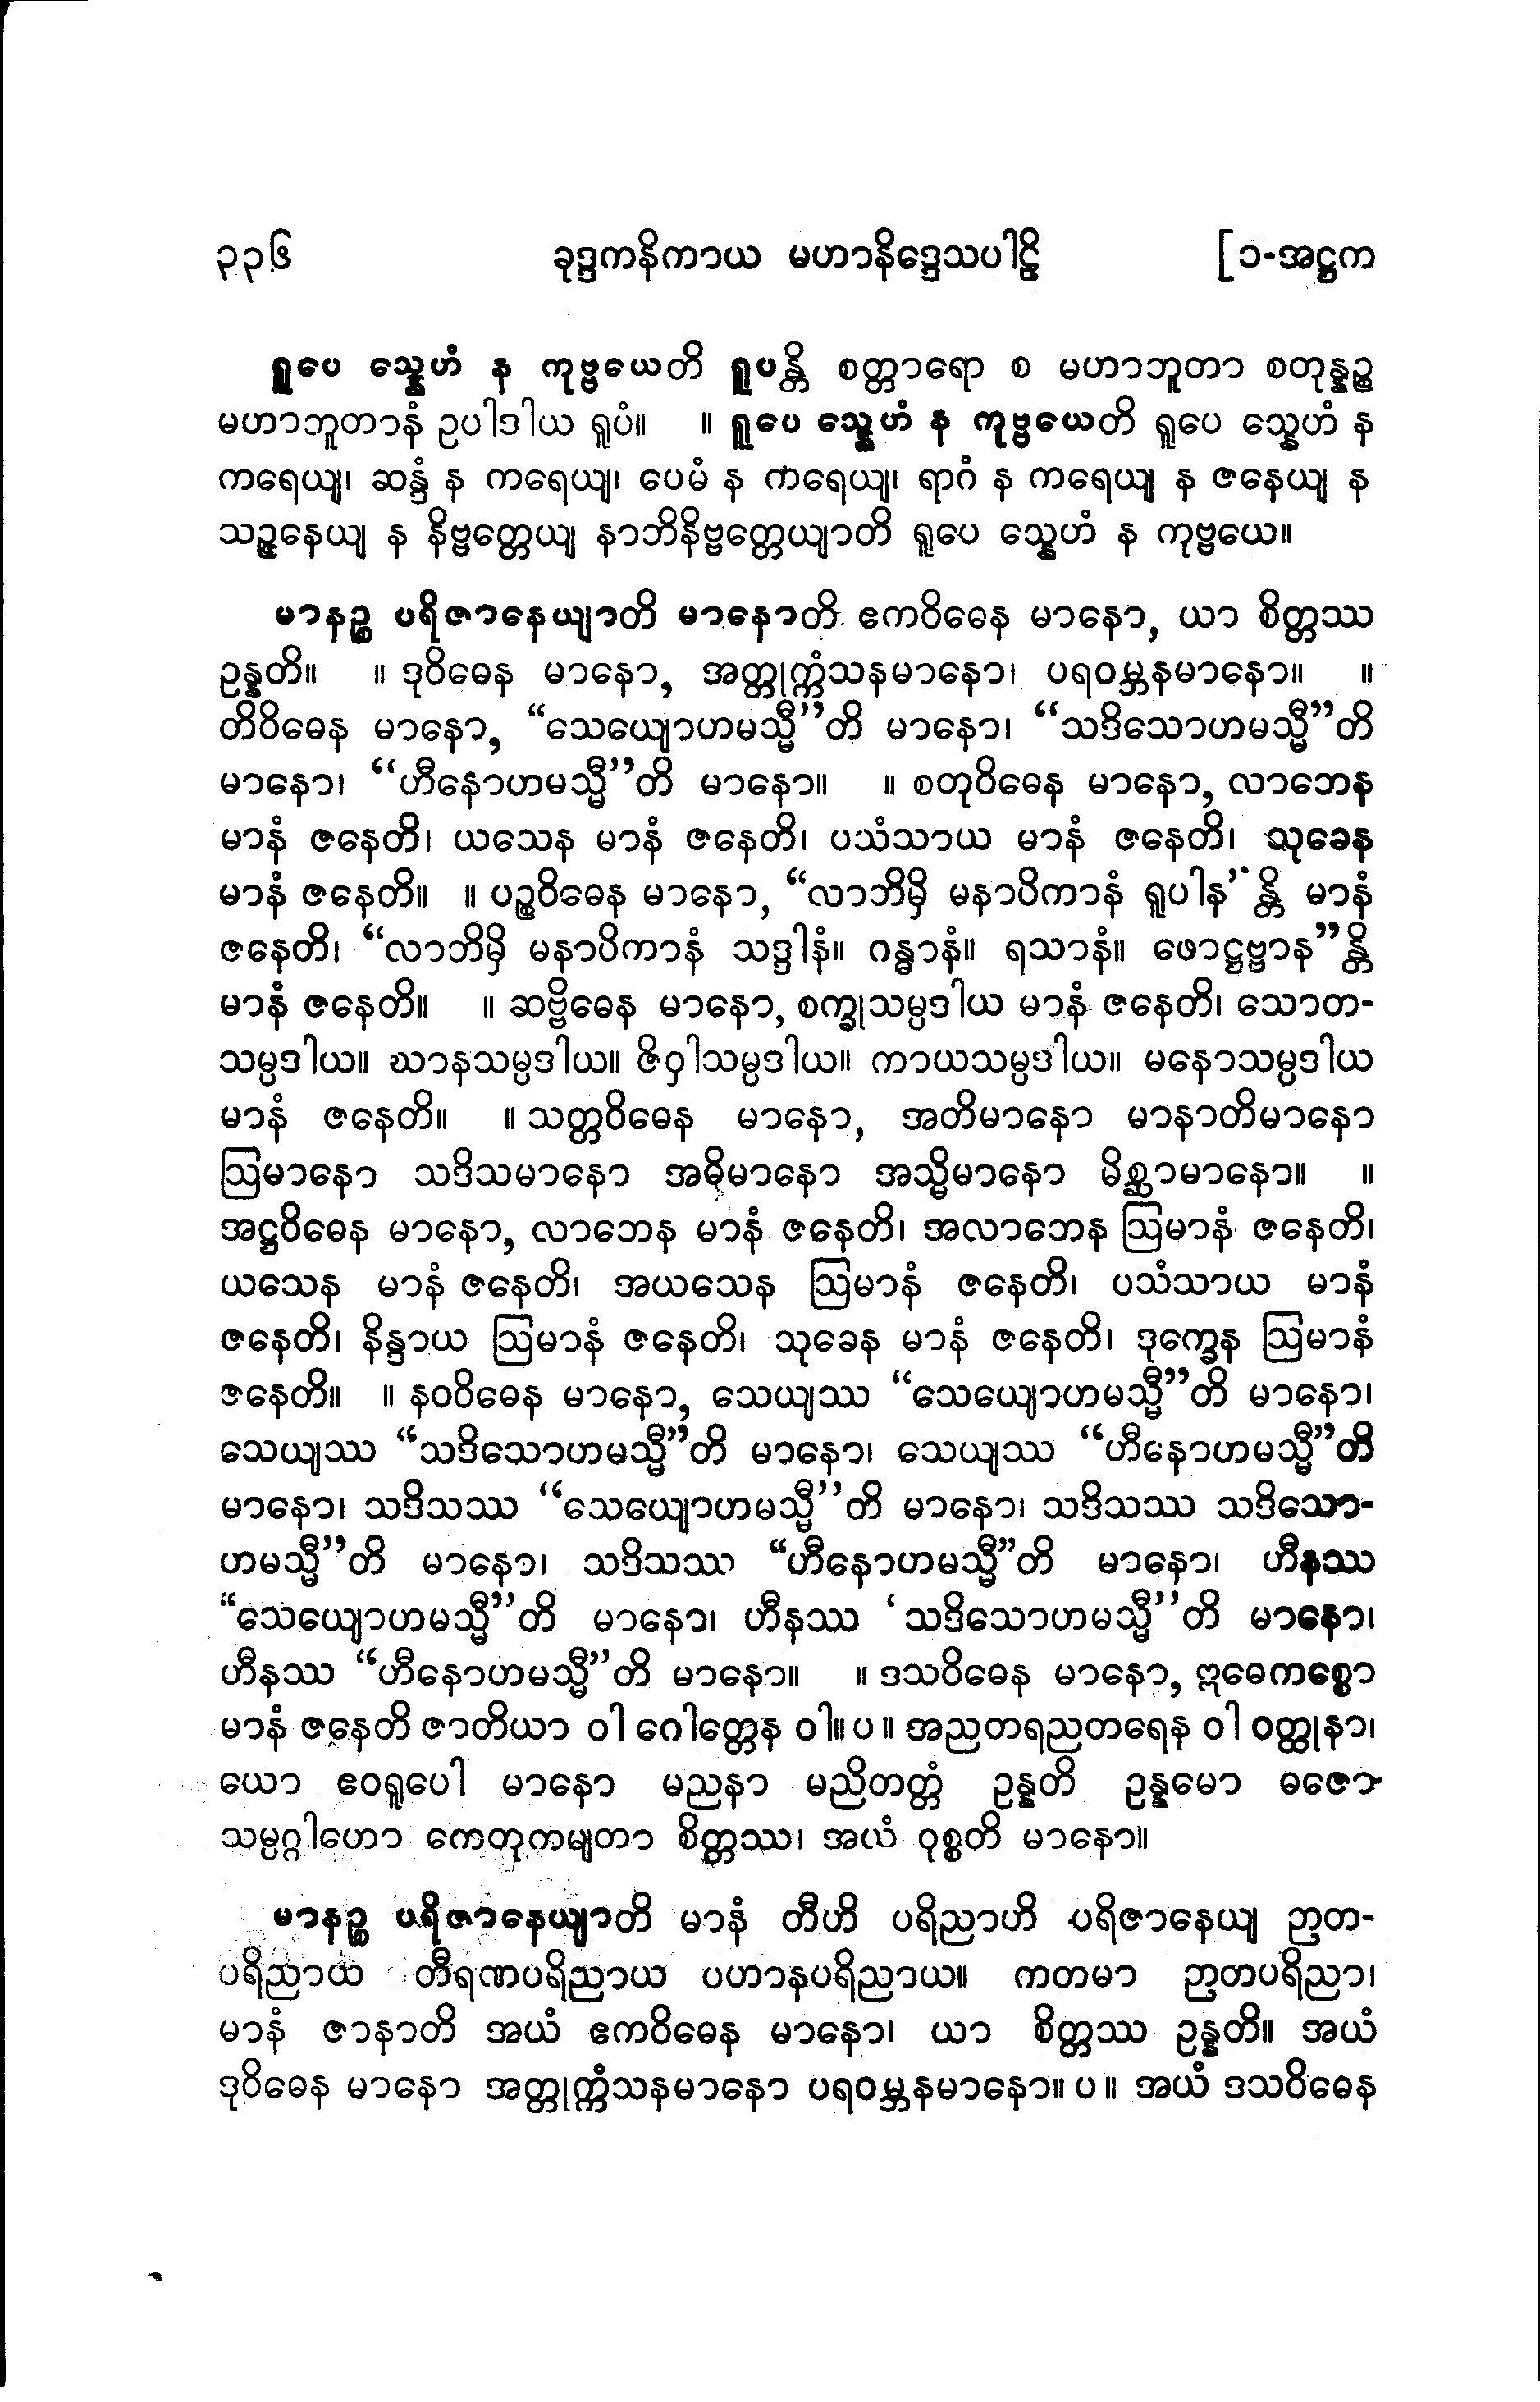 ၃၃၆ ခုဒ္ဒကနိကာယ မဟာနိဒ္ဒေသပါဠိ [၁-အဋ္ဌက
ရူပေ သ္နေဟံ န ကုဗ္ဗယေတိ ရူပန္တိ စတ္တာရော စ မဟာဘူတာ စတုန္နဉ္စ
မဟာဘူတာနံ ဥပါဒါယ ရူပံ။ ။ ရူပေ သ္နေဟံ န ကုဗ္ဗယေတိ ရူပေ သ္နေဟံ န
ကရေယျ၊ ဆန္ဒံ န ကရေယျ၊ ပေမံ န ကရေယျ၊ ရာဂံ န ကရေယျ န ဇနေယျ န
သဉ္ဇနေယျ န နိဗ္ဗတ္တေယျ နာဘိနိဗ္ဗတ္တေယျာတိ ရူပေ သ္နေဟံ န ကုဗ္ဗယေ။
မာနဉ္စ ပရိဇာနေယျာတိ မာနောတိ ဧကဝိဓေန မာနော, ယာ စိတ္တဿ
ဥန္နတိ။ ။ ဒုဝိဓေန မာနော, အတ္တုက္ကံသနမာနော၊ ပရဝမ္ဘနမာနော။ ။
တိဝိဓေန မာနော, “သေယျောဟမသ္မီ”တိ မာနော၊ “သဒိသောဟမသ္မီ”တိ
မာနော၊ “ဟီနောဟမသ္မီ”တိ မာနော။ ။ စတုဝိဓေန မာနော, လာဘေန
မာနံ ဇနေတိ၊ ယသေန မာနံ ဇနေတိ၊ ပသံသာယ မာနံ ဇနေတိ၊ သုခေန
မာနံ ဇနေတိ။ ။ ပဉ္စဝိဓေန မာနော, “လာဘိမှိ မနာပိကာနံ ရူပါန”န္တိ မာနံ
ဇနေတိ၊ “လာဘိမှိ မနာပိကာနံ သဒ္ဒါနံ။ ဂန္ဓာနံ။ ရသာနံ။ ဖောဋ္ဌဗ္ဗာန”န္တိ
မာနံ ဇနေတိ။ ။ ဆဗ္ဗိဓေန မာနော, စက္ခုသမ္ပဒါယ မာနံ ဇနေတိ၊ သောတ-
သမ္ပဒါယ။ ဃာနသမ္ပဒါယ။ ဇိဝှါသမ္ပဒါယ။ ကာယသမ္ပဒါယ။ မနောသမ္ပဒါယ
မာနံ ဇနေတိ။ ။ သတ္တဝိဓေန မာနော, အတိမာနော မာနာတိမာနော
ဩမာနော သဒိသမာနော အဓိမာနော အသ္မိမာနော မိစ္ဆာမာနော။ ။
အဋ္ဌဝိဓေန မာနော, လာဘေန မာနံ ဇနေတိ၊ အလာဘေန ဩမာနံ ဇနေတိ၊
ယသေန မာနံ ဇနေတိ၊ အယသေန ဩမာနံ ဇနေတိ၊ ပသံသာယ မာနံ
ဇနေတိ၊ နိန္ဒာယ ဩမာနံ ဇနေတိ၊ သုခေန မာနံ ဇနေတိ၊ ဒုက္ခေန ဩမာနံ
ဇနေတိ။ ။ နဝဝိဓေန မာနော, သေယျဿ “သေယျောဟမသ္မီ”တိ မာနော၊
သေယျဿ “သဒိသောဟမသ္မီ”တိ မာနော၊ သေယျဿ “ဟီနောဟမသ္မီ”တိ
မာနော၊ သဒိသဿ “သေယျောဟမသ္မီ”တိ မာနော၊ သဒိသဿ သဒိသော-
ဟမသ္မီ”တိ မာနော၊ သဒိသဿ “ဟီနောဟမသ္မီ”တိ မာနော၊ ဟီနဿ
“သေယျောဟမသ္မီ”တိ မာနော၊ ဟီနဿ ‘သဒိသောဟမသ္မီ”တိ မာနော၊
ဟီနဿ “ဟီနောဟမသ္မီ”တိ မာနော။ ။ ဒသဝိဓေန မာနော, ဣဓေကစ္စော
မာနံ ဇနေတိ ဇာတိယာ ဝါ ဂေါတ္တေန ဝါ။ ပ ။ အညတရညတရေန ဝါ ဝတ္ထုနာ၊
ယော ဧဝရူပေါ မာနော မညနာ မညိတတ္တံ ဥန္နတိ ဥန္နမော ဓဇော
သမ္ပဂ္ဂါဟော ကေတုကမျတာ စိတ္တဿ၊ အယံ ဝုစ္စတိ မာနော။
မာနဉ္စ ပရိဇာနေယျာတိ မာနံ တီဟိ ပရိညာဟိ ပရိဇာနေယျ ဉာတ-
ပရိညာယ တီရဏပရိညာယ ပဟာနပရိညာယ။ ကတမာ ဉာတပရိညာ၊
မာနံ ဇာနာတိ အယံ ဧကဝိဓေန မာနော၊ ယာ စိတ္တဿ ဥန္နတိ။ အယံ
ဒုဝိဓေန မာနော အတ္တုက္ကံသနမာနော ပရဝမ္ဘနမာနော။ ပ ။ အယံ ဒသဝိဓေန